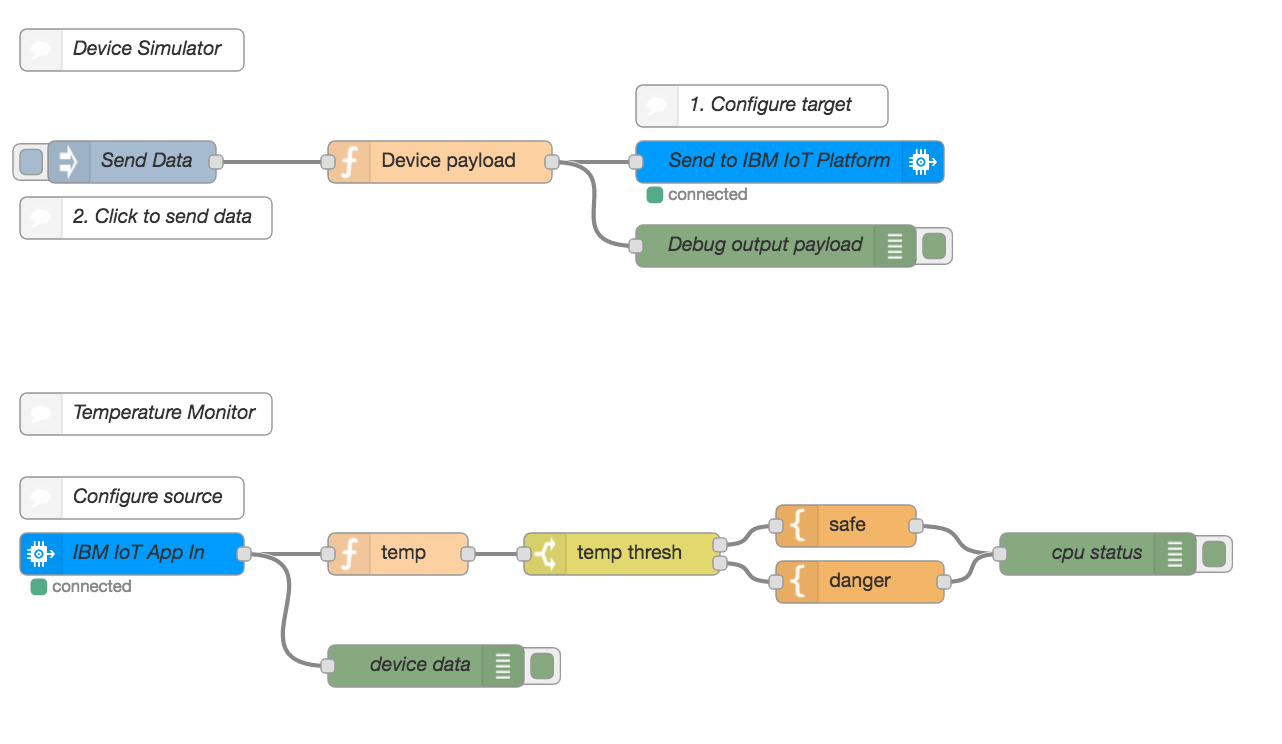 Device Simulator
1. Configure target
Send Data
Device payload
Send to IBM IoT Platform
connected
2. Click to send data
Debug output payload
Temperature Monitor
Configure source
IBM IoT App In
connected
temp
temp thresh
safe
danger
cpu status
device data